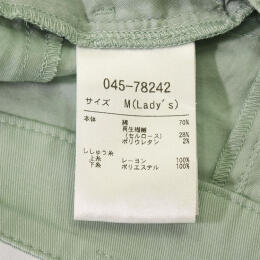 045-78242
サイズ M(Lady's)
本体 綿 70%
再生繊維
(セルロース) 28%
ポリウレタン 2%
ししゅう糸
上糸 レーヨン 100%
下糸 ポリエステル 100%